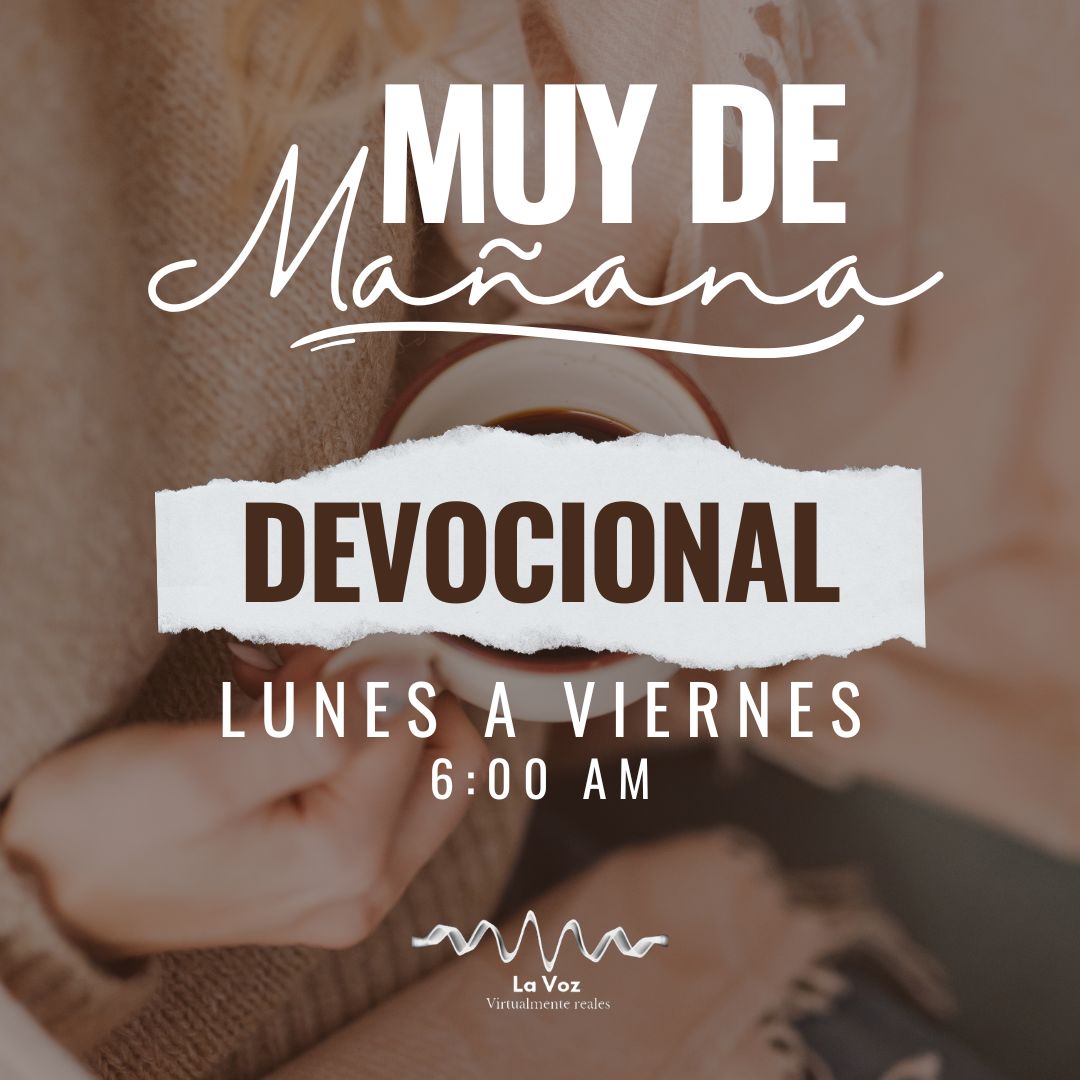 MUY DE
Mañana
DEVOCIONAL
LUNES A VIERNES
6:00 AM
La Voz
Virtualmente reales